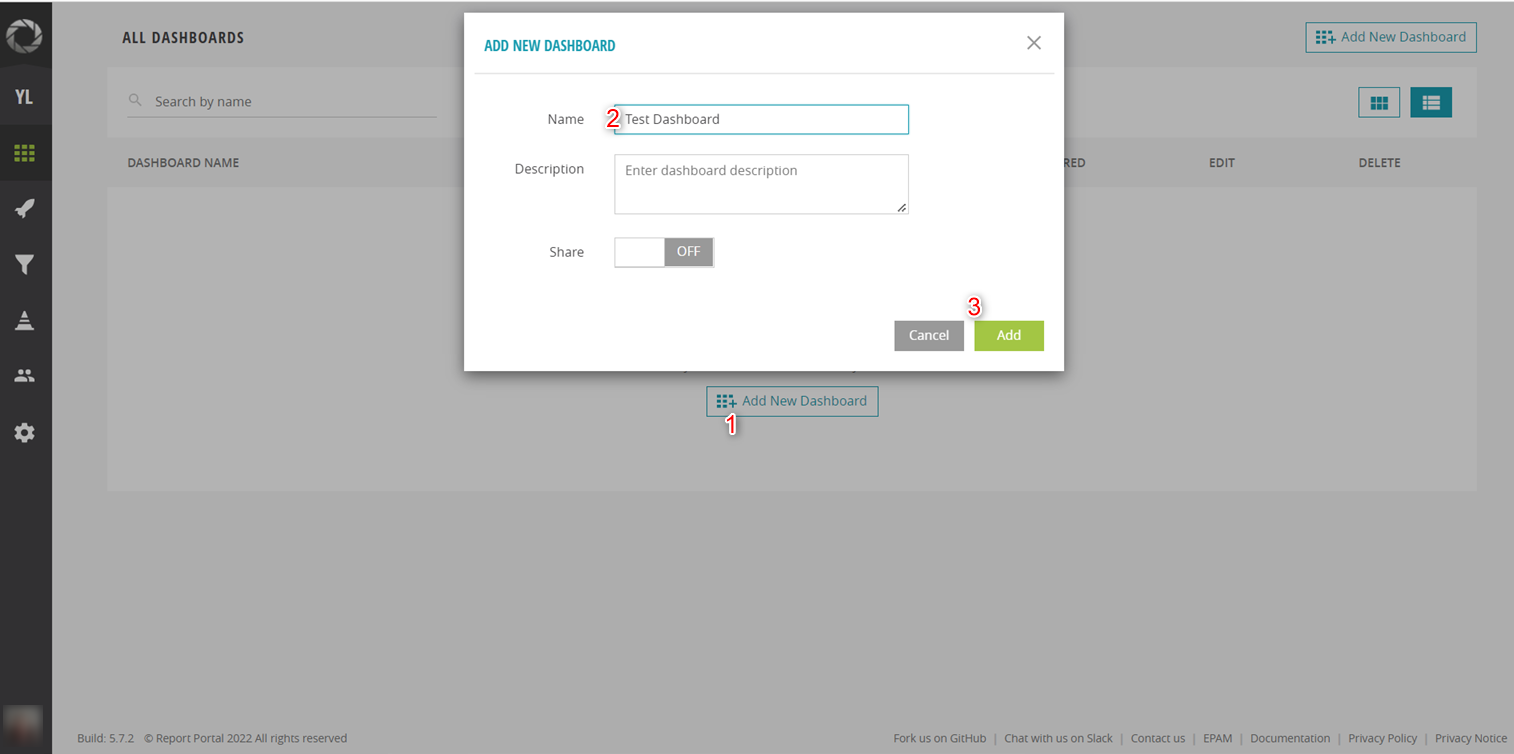 ALL DASHBOARDS
ADD NEW DASHBOARD
Add New Dashboard
YL
Search by name
Name
2
Test Dashboard
DASHBOARD NAME
EDIT
DELETE
Description
Enter dashboard description
Share
OFF
3
Cancel
Add
Add New Dashboard
1
Build: 5.7.2 © Report Portal 2022 All rights reserved
Fork us on GitHub | Chat with us on Slack | Contact us | EPAM | Documentation | Privacy Policy | Privacy Notice